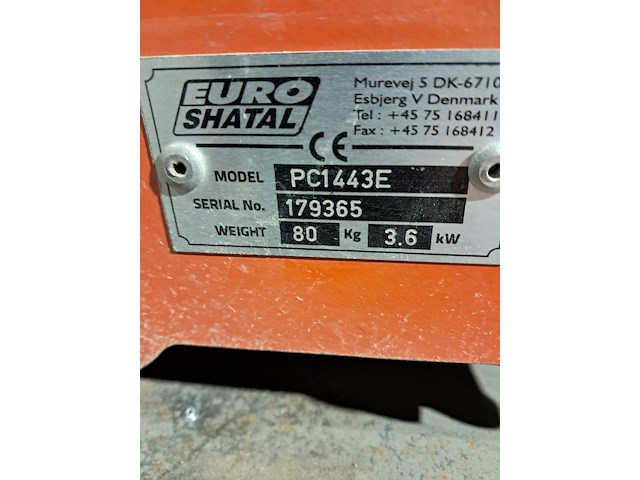 EURO
SHATAL
Murevej 5 DK-6710
Esbjerg V Denmark
Tel : +45 75 168411
Fax : +45 75 168412
CE
MODEL PC1443E
SERIAL No. 179365
WEIGHT 80 Kg 3.6 kW